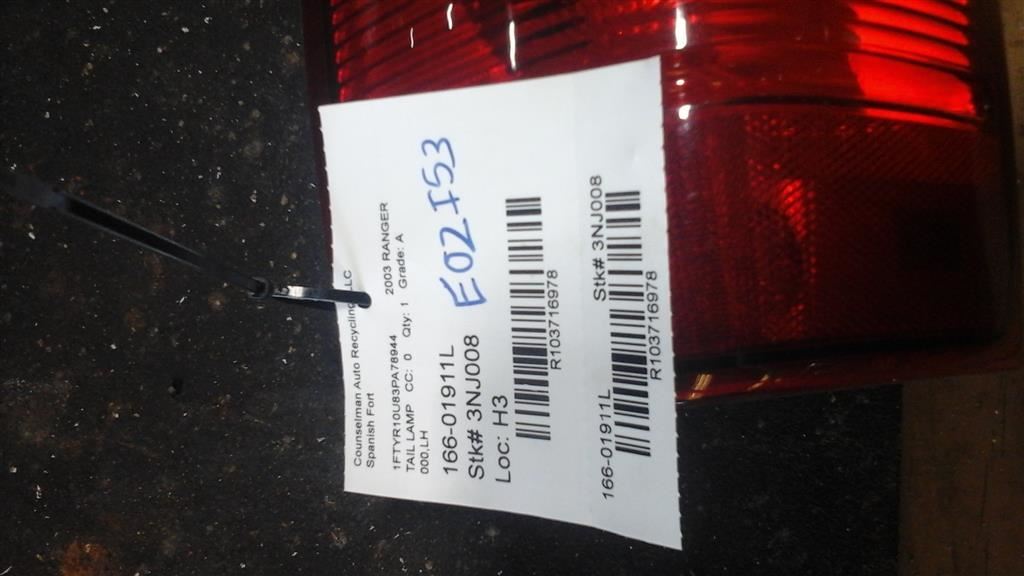 Counselman Auto Recycling LLC
Spanish Fort
1FTYR10U83PA78944 2003 RANGER
TAIL LAMP CC: 0 Qty: 1 Grade: A
000,LH
166-01911L
Stk# 3NJ008
E02I53
Loc: H3
R103716978
166-01911L Stk# 3NJ008
R103716978